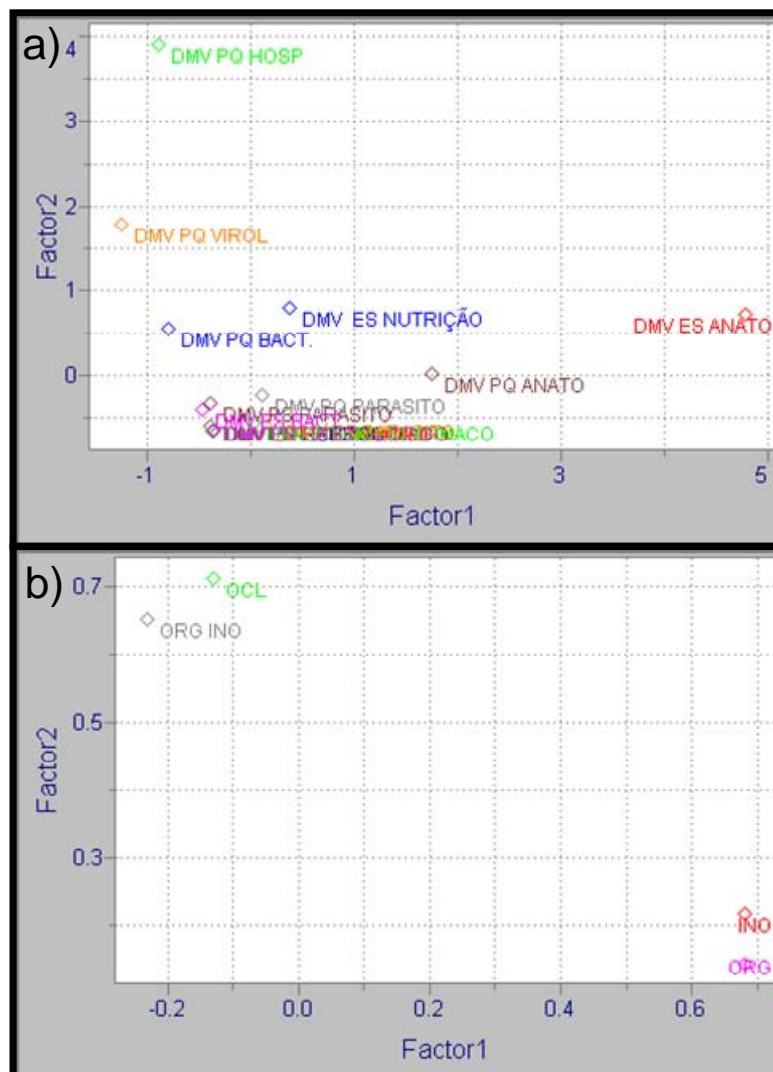 a)
4
3
2
1
0
Factor2
DMV PQ HOSP
DMV PQ VIROL
DMV ES NUTRIÇÃO
DMV PQ BACT.
DMV ES ANATO
DMV PQ ANATO
DMV PQ PARASITO
-1
1
3
5
Factor1
b)
0.7
0.5
0.3
Factor2
OCL
ORG INO
INO
ORG
-0.2
0.0
0.2
0.4
0.6
Factor1